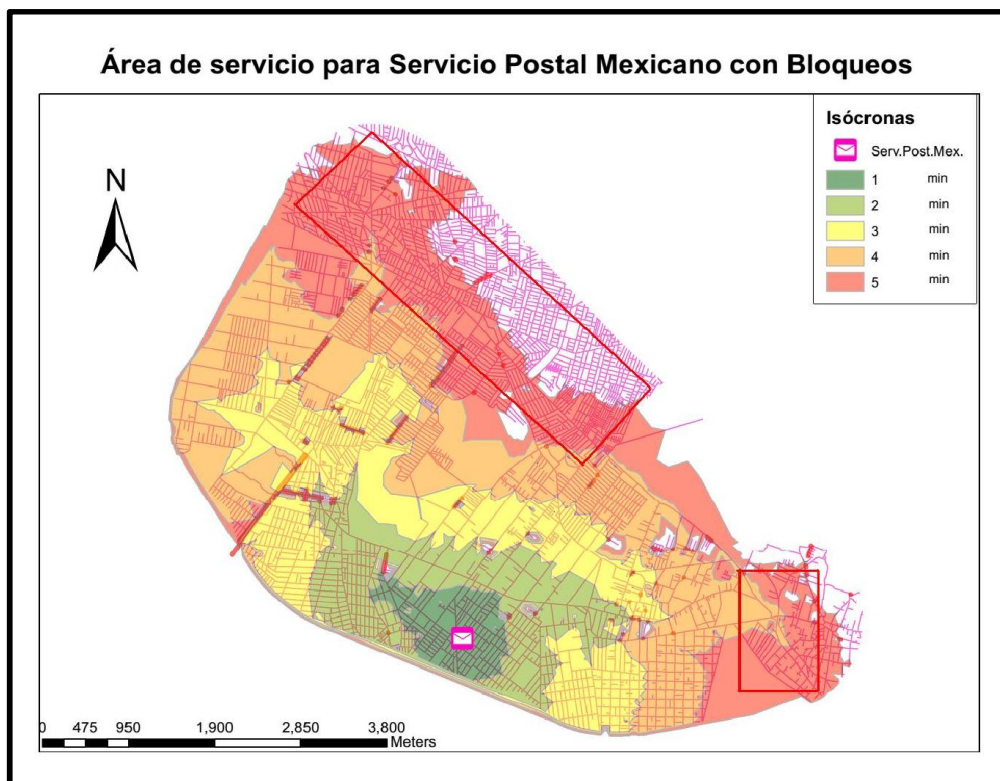 Área de servicio para Servicio Postal Mexicano con Bloqueos
Isócronas
Serv.Post.Mex.
1 min
2 min
3 min
4 min
5 min
N
0 475 950 1,900 2,850 3,800
Meters